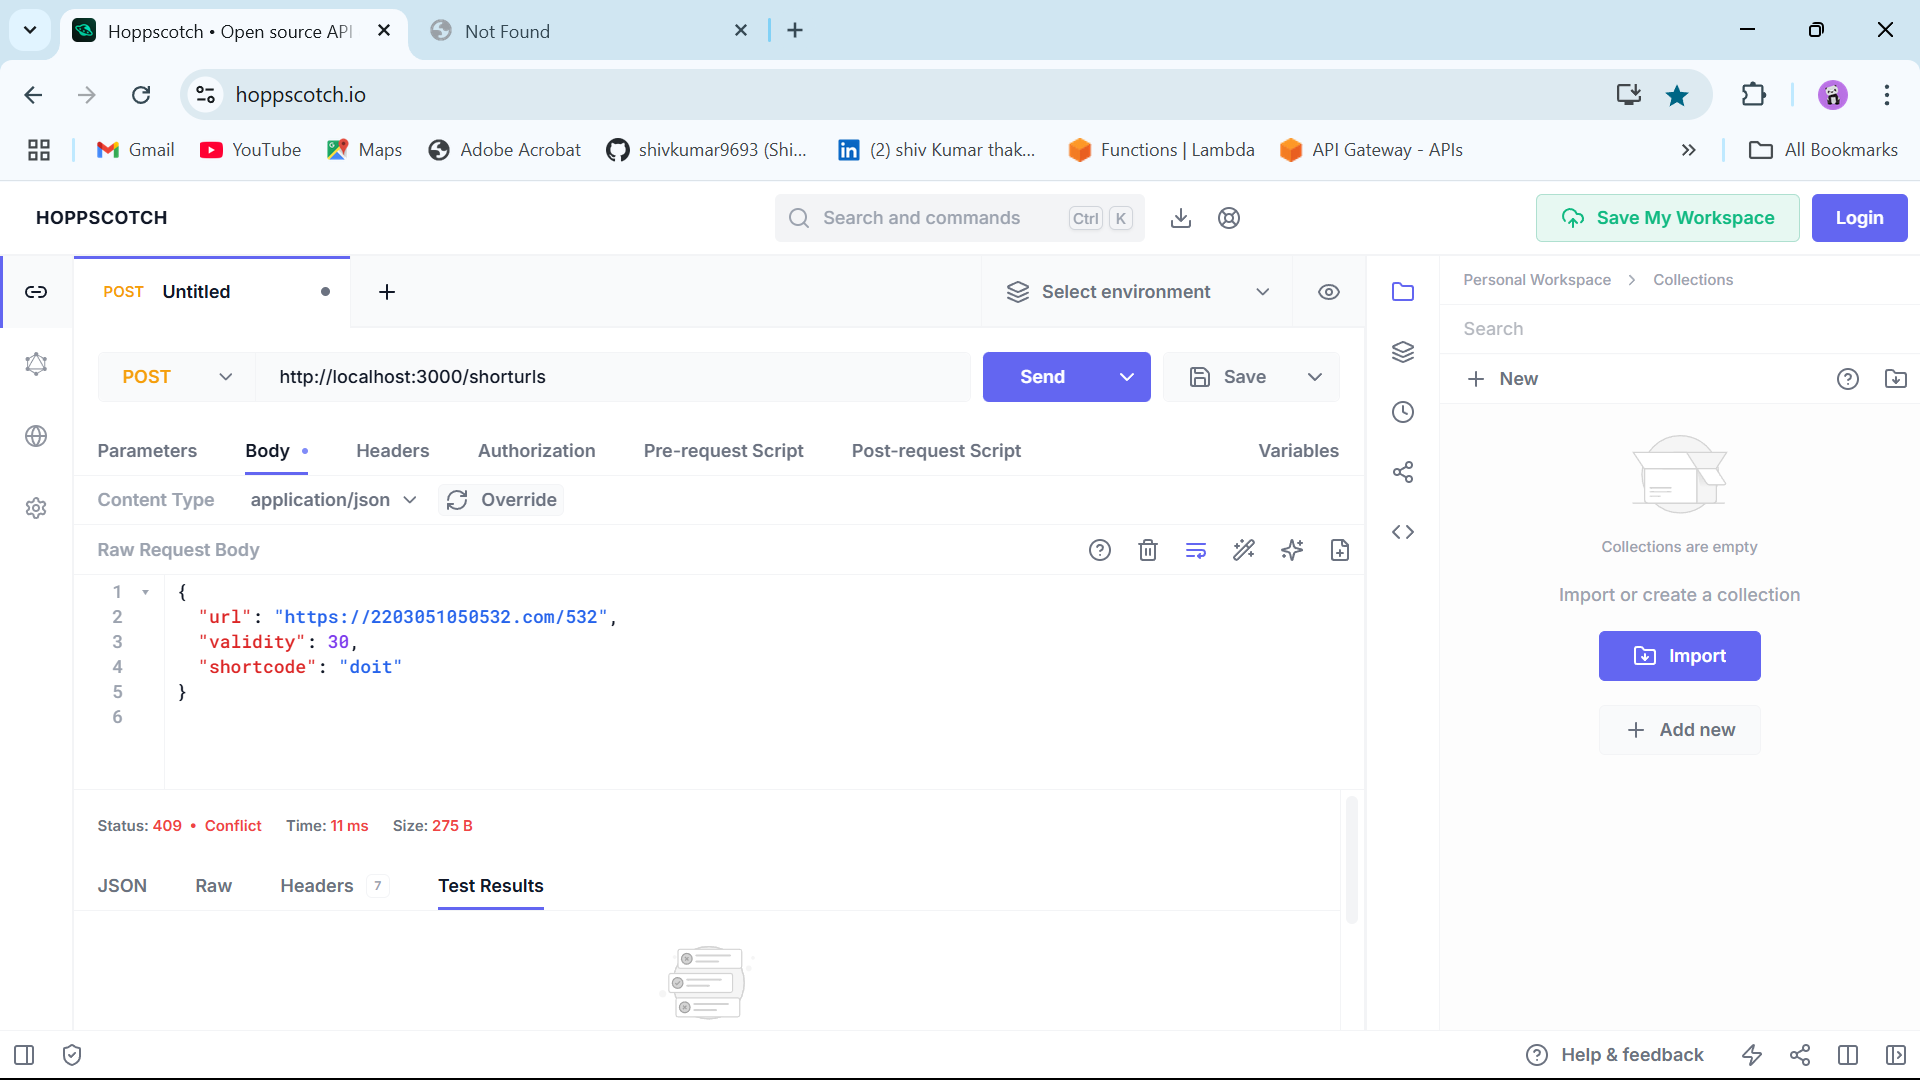 Hoppscotch • Open source API
Not Found
hoppscotch.io
Gmail
YouTube
Maps
Adobe Acrobat
shivkumar9693 (Shi...
(2) shiv Kumar thak...
Functions | Lambda
API Gateway - APIs
All Bookmarks
HOPPSCOTCH
Search and commands
Ctrl K
Save My Workspace
Login
POST Untitled
Select environment
Personal Workspace > Collections
Search
POST
http://localhost:3000/shorturls
Send
Save
New
Parameters
Body
Headers
Authorization
Pre-request Script
Post-request Script
Variables
Content Type
application/json
Override
Raw Request Body
1 {
2 "url": "https://2203051050532.com/532",
3 "validity": 30,
4 "shortcode": "doit"
5 }
6
Collections are empty
Import or create a collection
Import
Add new
Status: 409 • Conflict
Time: 11 ms
Size: 275 B
JSON
Raw
Headers 7
Test Results
Help & feedback